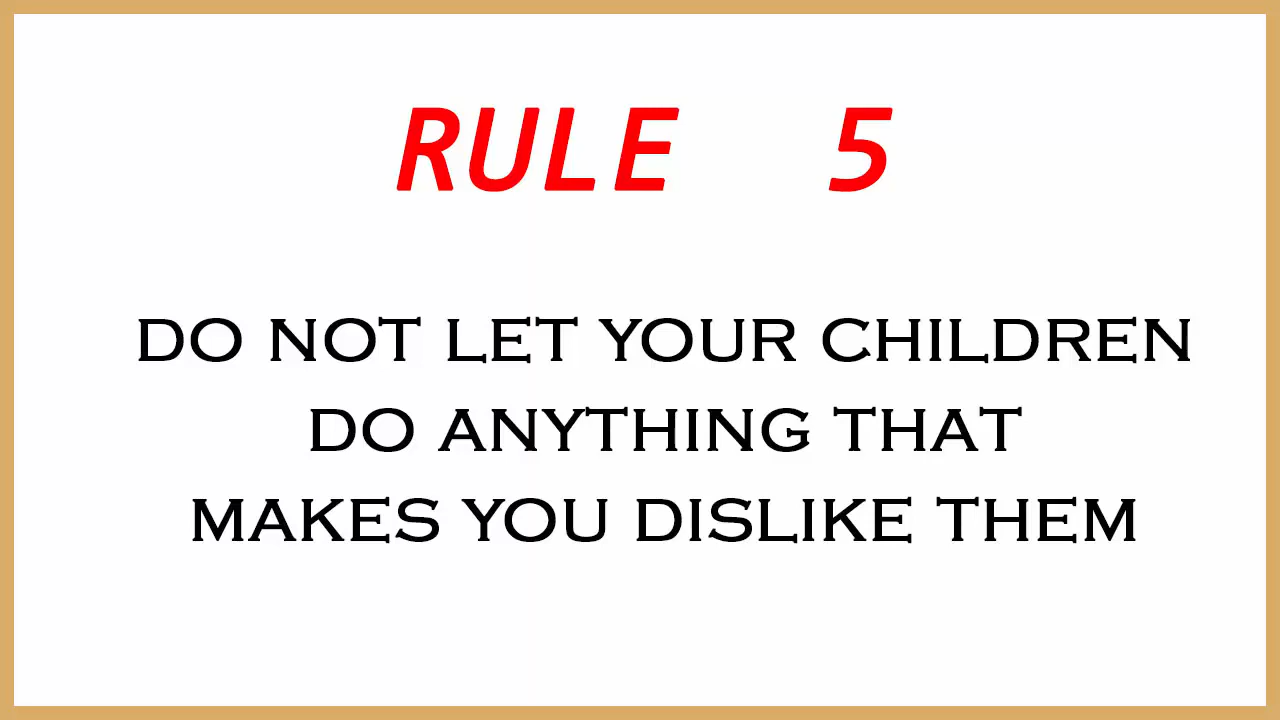 RULE 5
DO NOT LET YOUR CHILDREN
DO ANYTHING THAT
MAKES YOU DISLIKE THEM